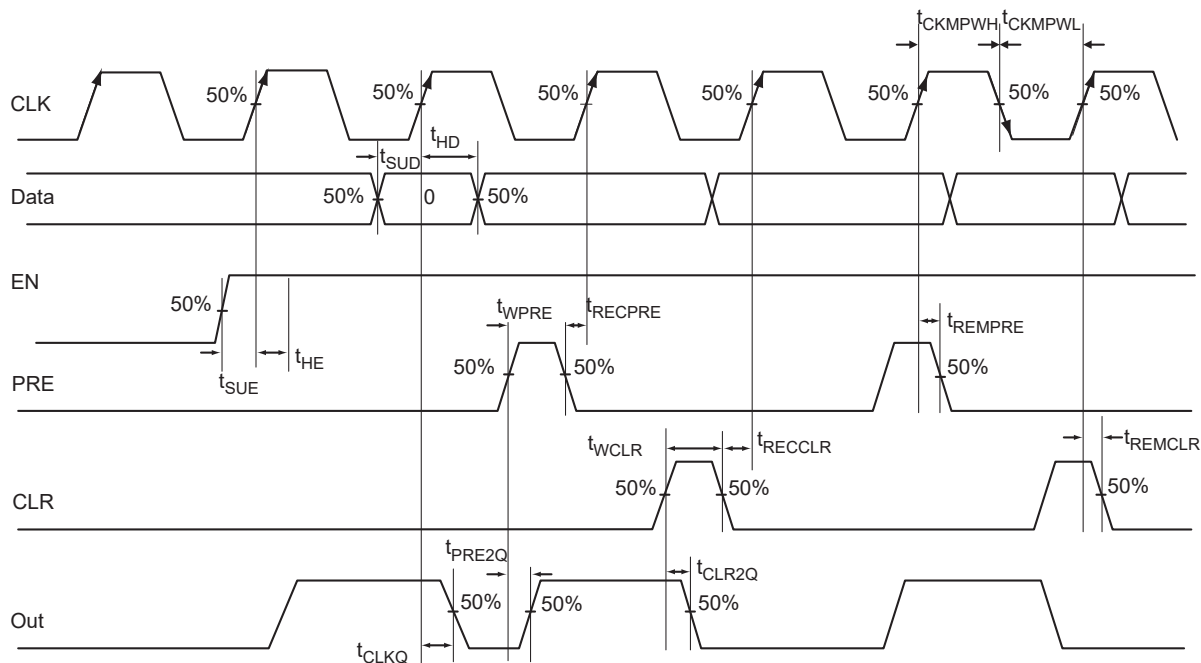 tCKMPWH tCKMPWL
CLK 50% 50% 50% 50% 50% 50% 50%
tSUD tHD
Data 50% 0 50%
EN 50%
tSUE tHE
tWPRE tRECPRE tREMPRE
PRE 50% 50% 50%
tWCLR tRECCLR tREMCLR
CLR 50% 50% 50%
tPRE2Q tCLR2Q
Out 50% 50% 50%
tCLKQ